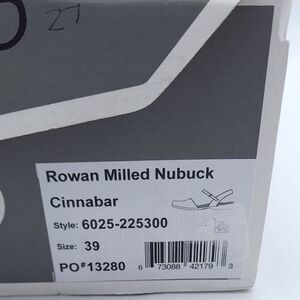 27
Rowan Milled Nubuck
Cinnabar
Style: 6025-225300
Size: 39
PO#13280
6 73088 42179 3